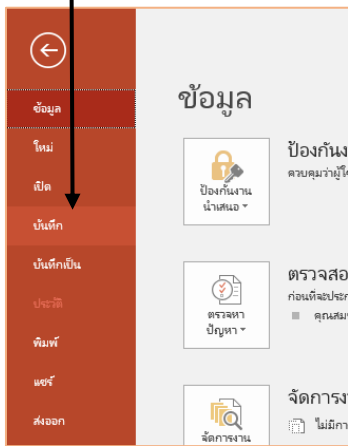 ข้อมูล
ใหม่
เปิด
บันทึก
บันทึกเป็น
ประวัติ
พิมพ์
แชร์
ส่งออก
ข้อมูล
ป้องกันงาน
นำเสนอ
ป้องกันง
ควบคุมว่าผู้ใ
ตรวจหา
ปัญหา
ตรวจสอ
ก่อนที่จะประก
คุณสม
จัดการงาน
จัดการง
ไม่มีกา